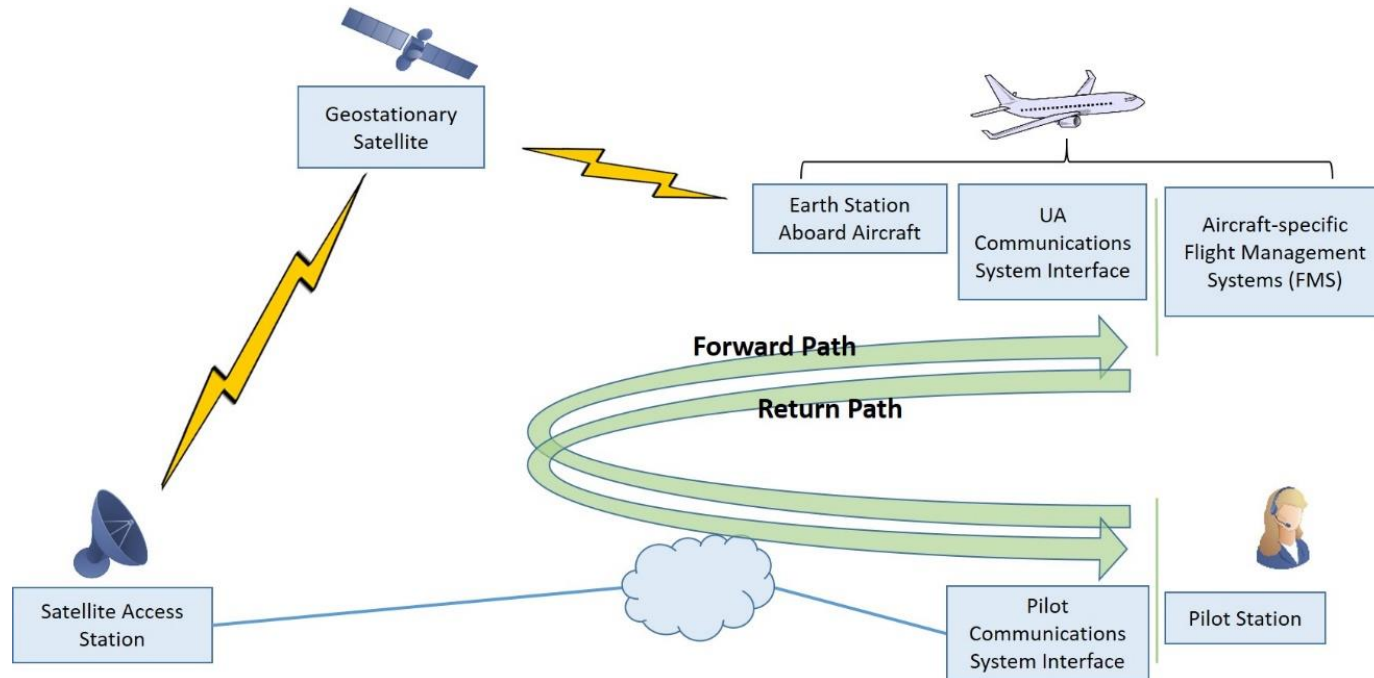 Geostationary
Satellite
Earth Station
Aboard Aircraft
UA
Communications
System Interface
Aircraft-specific
Flight Management
Systems (FMS)
Forward Path
Return Path
Satellite Access
Station
Pilot
Communications
System Interface
Pilot Station